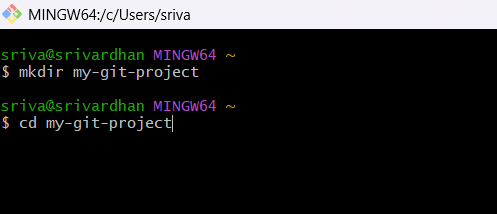 MINGW64:/c/Users/sriva
sriva@srivardhan MINGW64 ~
$ mkdir my-git-project
sriva@srivardhan MINGW64 ~
$ cd my-git-project